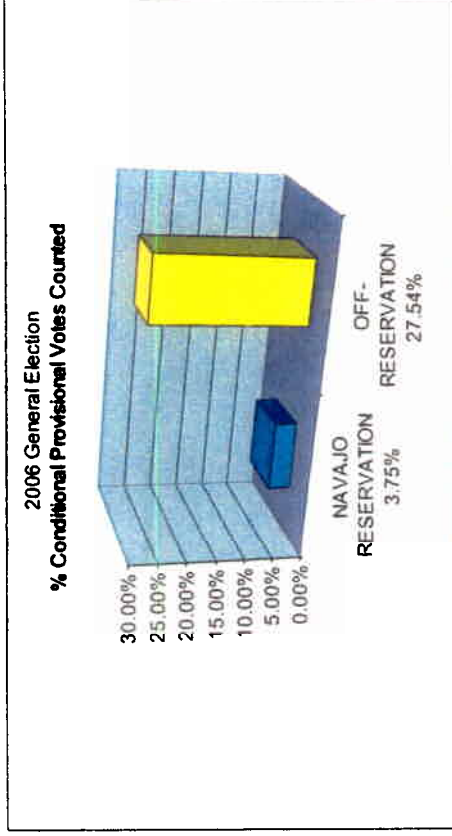 2006 General Election
% Conditional Provisional Votes Counted
30.00%
25.00%
20.00%
15.00%
10.00%
5.00%
0.00%
NAVAJO
RESERVATION
3.75%
OFF-
RESERVATION
27.54%